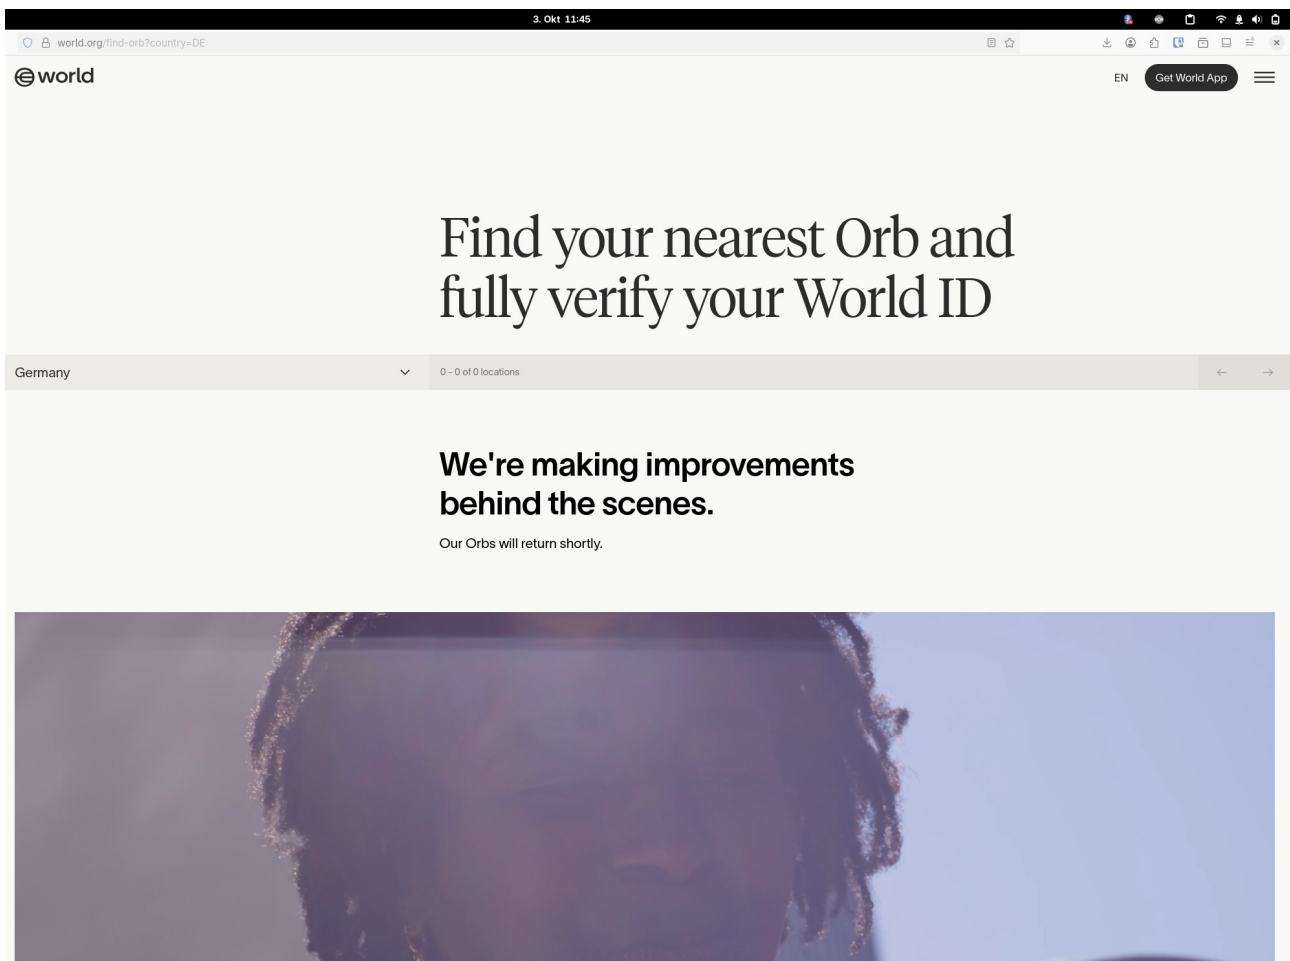 3. Okt 11:45
world.org/find-orb?country=DE
world
EN
Get World App
Find your nearest Orb and
fully verify your World ID
Germany
0 - 0 of 0 locations
We're making improvements
behind the scenes.
Our Orbs will return shortly.